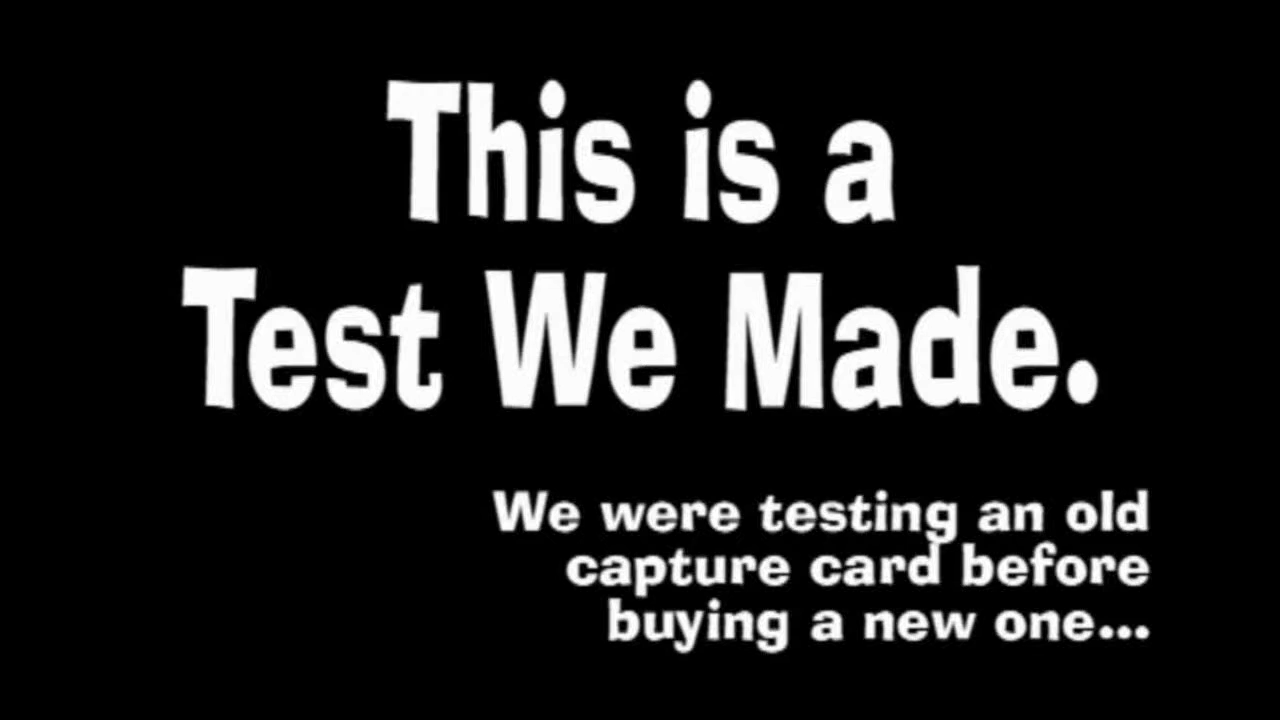 This is a
Test We Made.
We were testing an old
capture card before
buying a new one...